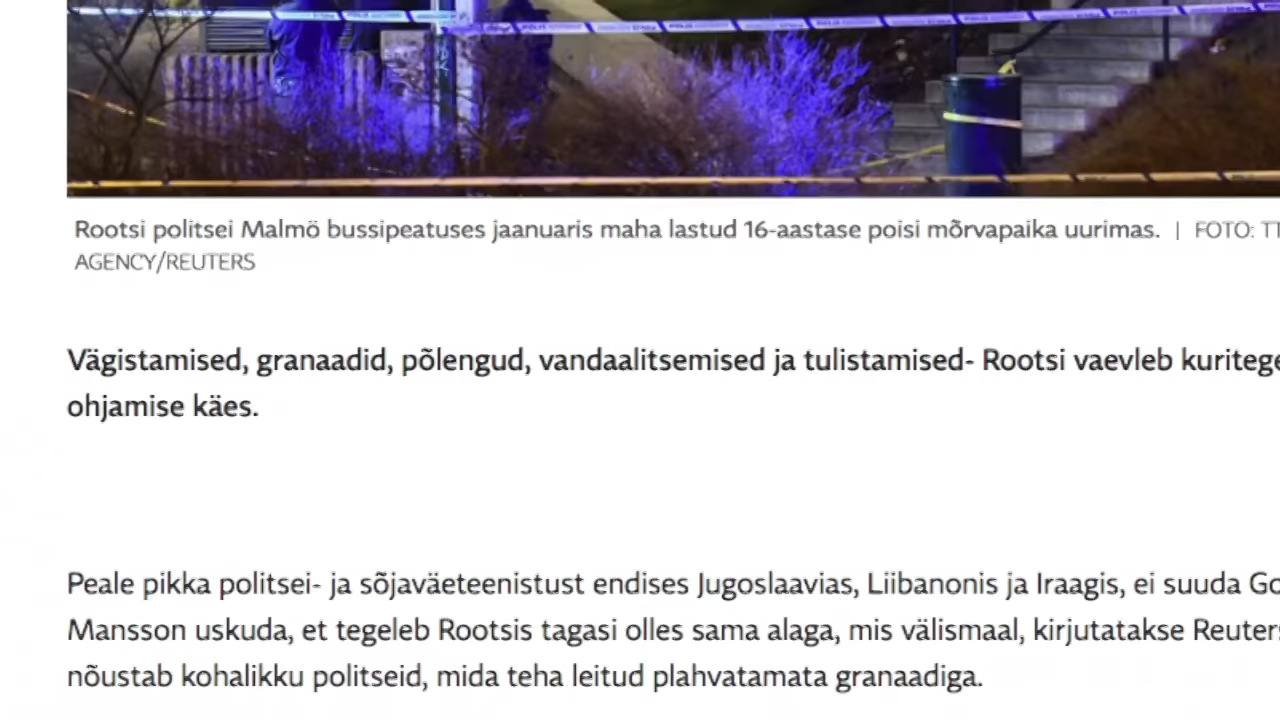 Rootsi politsei Malmö bussipeatuses jaanuaris maha lastud 16-aastase poisi mõrvapaika uurimas. | FOTO: TT
AGENCY/REUTERS
Vägistamised, granaadid, põlengud, vandaalitsemised ja tulistamised- Rootsi vaevleb
ohjamise käes.
Peale pikka politsei- ja sõjaväeteenistust endises Jugoslaavias, Liibanonis ja Iraagis, ei suuda
Mansson uskuda, et tegeleb Rootsis tagasi olles sama alaga, mis välismaal, kirjutatakse Reuters
nõustab kohalikku politseid, mida teha leitud plahvatamata granaadiga.